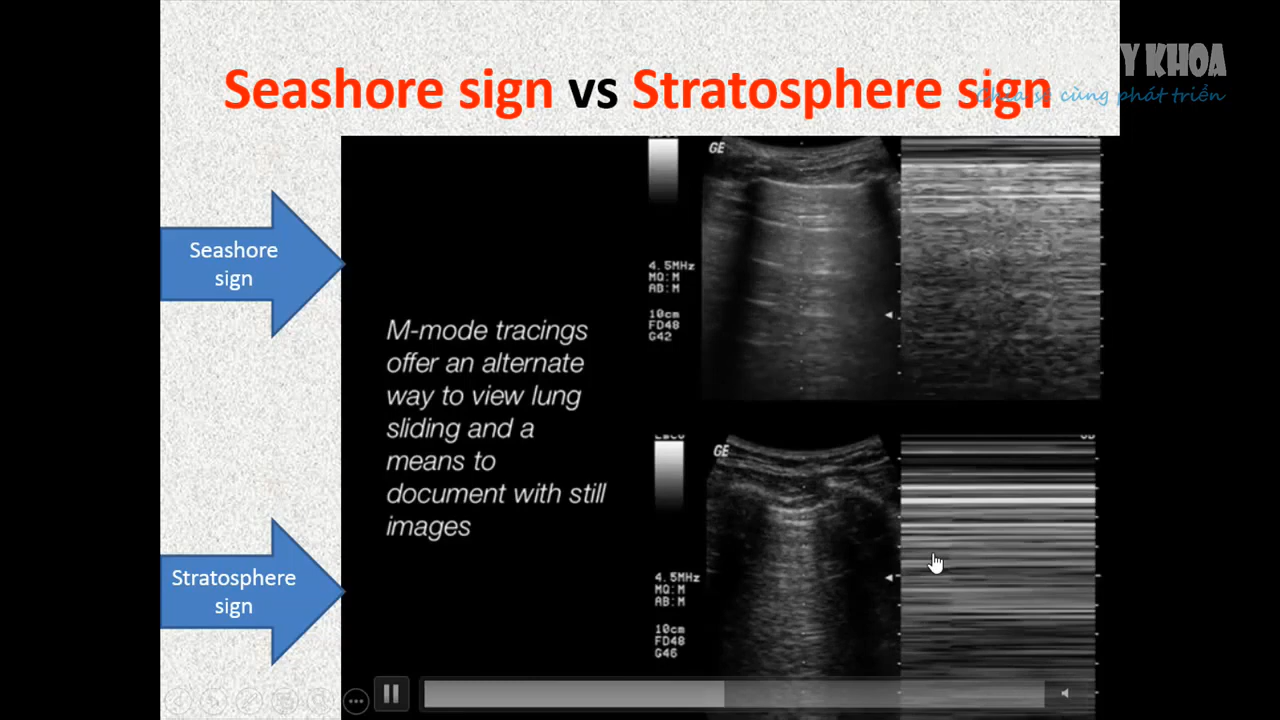 Seashore sign vs Stratosphere sign
Y KHOA
Chia sẻ cùng phát triển
GE
Seashore
sign
4.5MHz
MQ: M
AB: M
10cm
FD48
G42
M-mode tracings
offer an alternate
way to view lung
sliding and a
means to
document with still
images
GE
Stratosphere
sign
4.5MHz
MQ: M
AB: M
10cm
FD48
G46